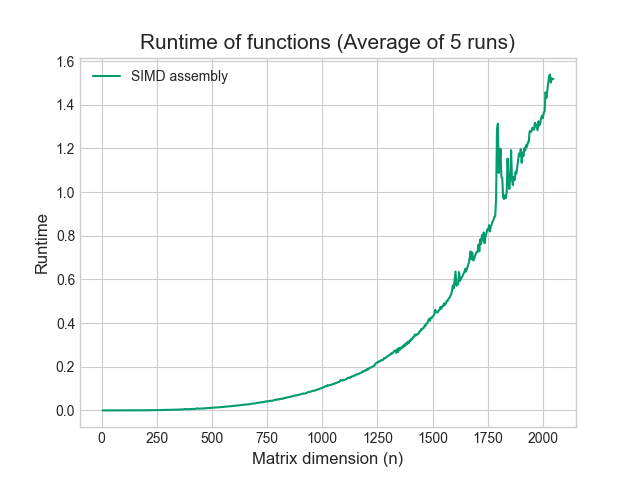 Runtime of functions (Average of 5 runs)
SIMD assembly
1.6
1.4
1.2
1.0
0.8
0.6
0.4
0.2
0.0
Runtime
0 250 500 750 1000 1250 1500 1750 2000
Matrix dimension (n)